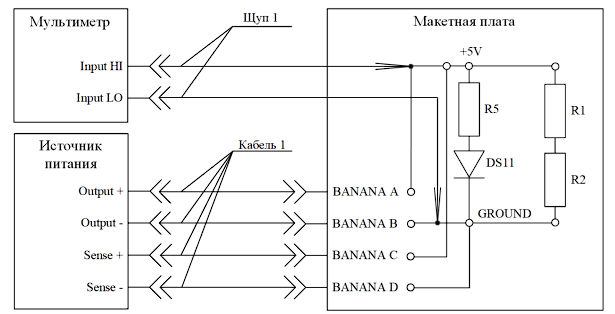 Мультиметр
Щуп 1
Макетная плата
Input HI
Input LO
+5V
R5
R1
DS11
R2
GROUND
Источник
питания
Кабель 1
Output +
BANANA A
Output -
BANANA B
Sense +
BANANA C
Sense -
BANANA D